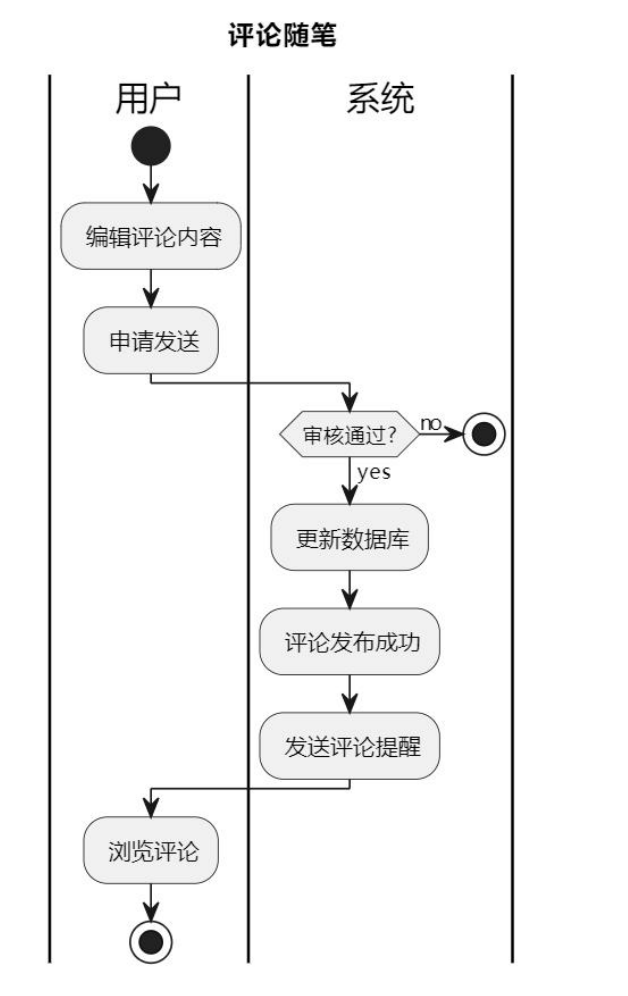 评论随笔
用户
系统
编辑评论内容
申请发送
审核通过?
no
yes
更新数据库
评论发布成功
发送评论提醒
浏览评论